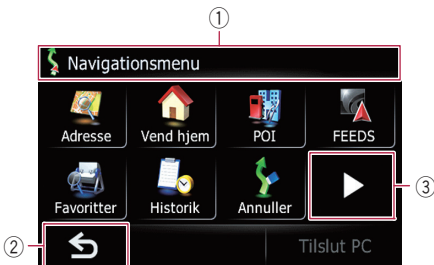 ①
Navigationsmenu
Adresse Vend hjem POI FEEDS
Favoritter Historik Annuller ③
② Tilslut PC